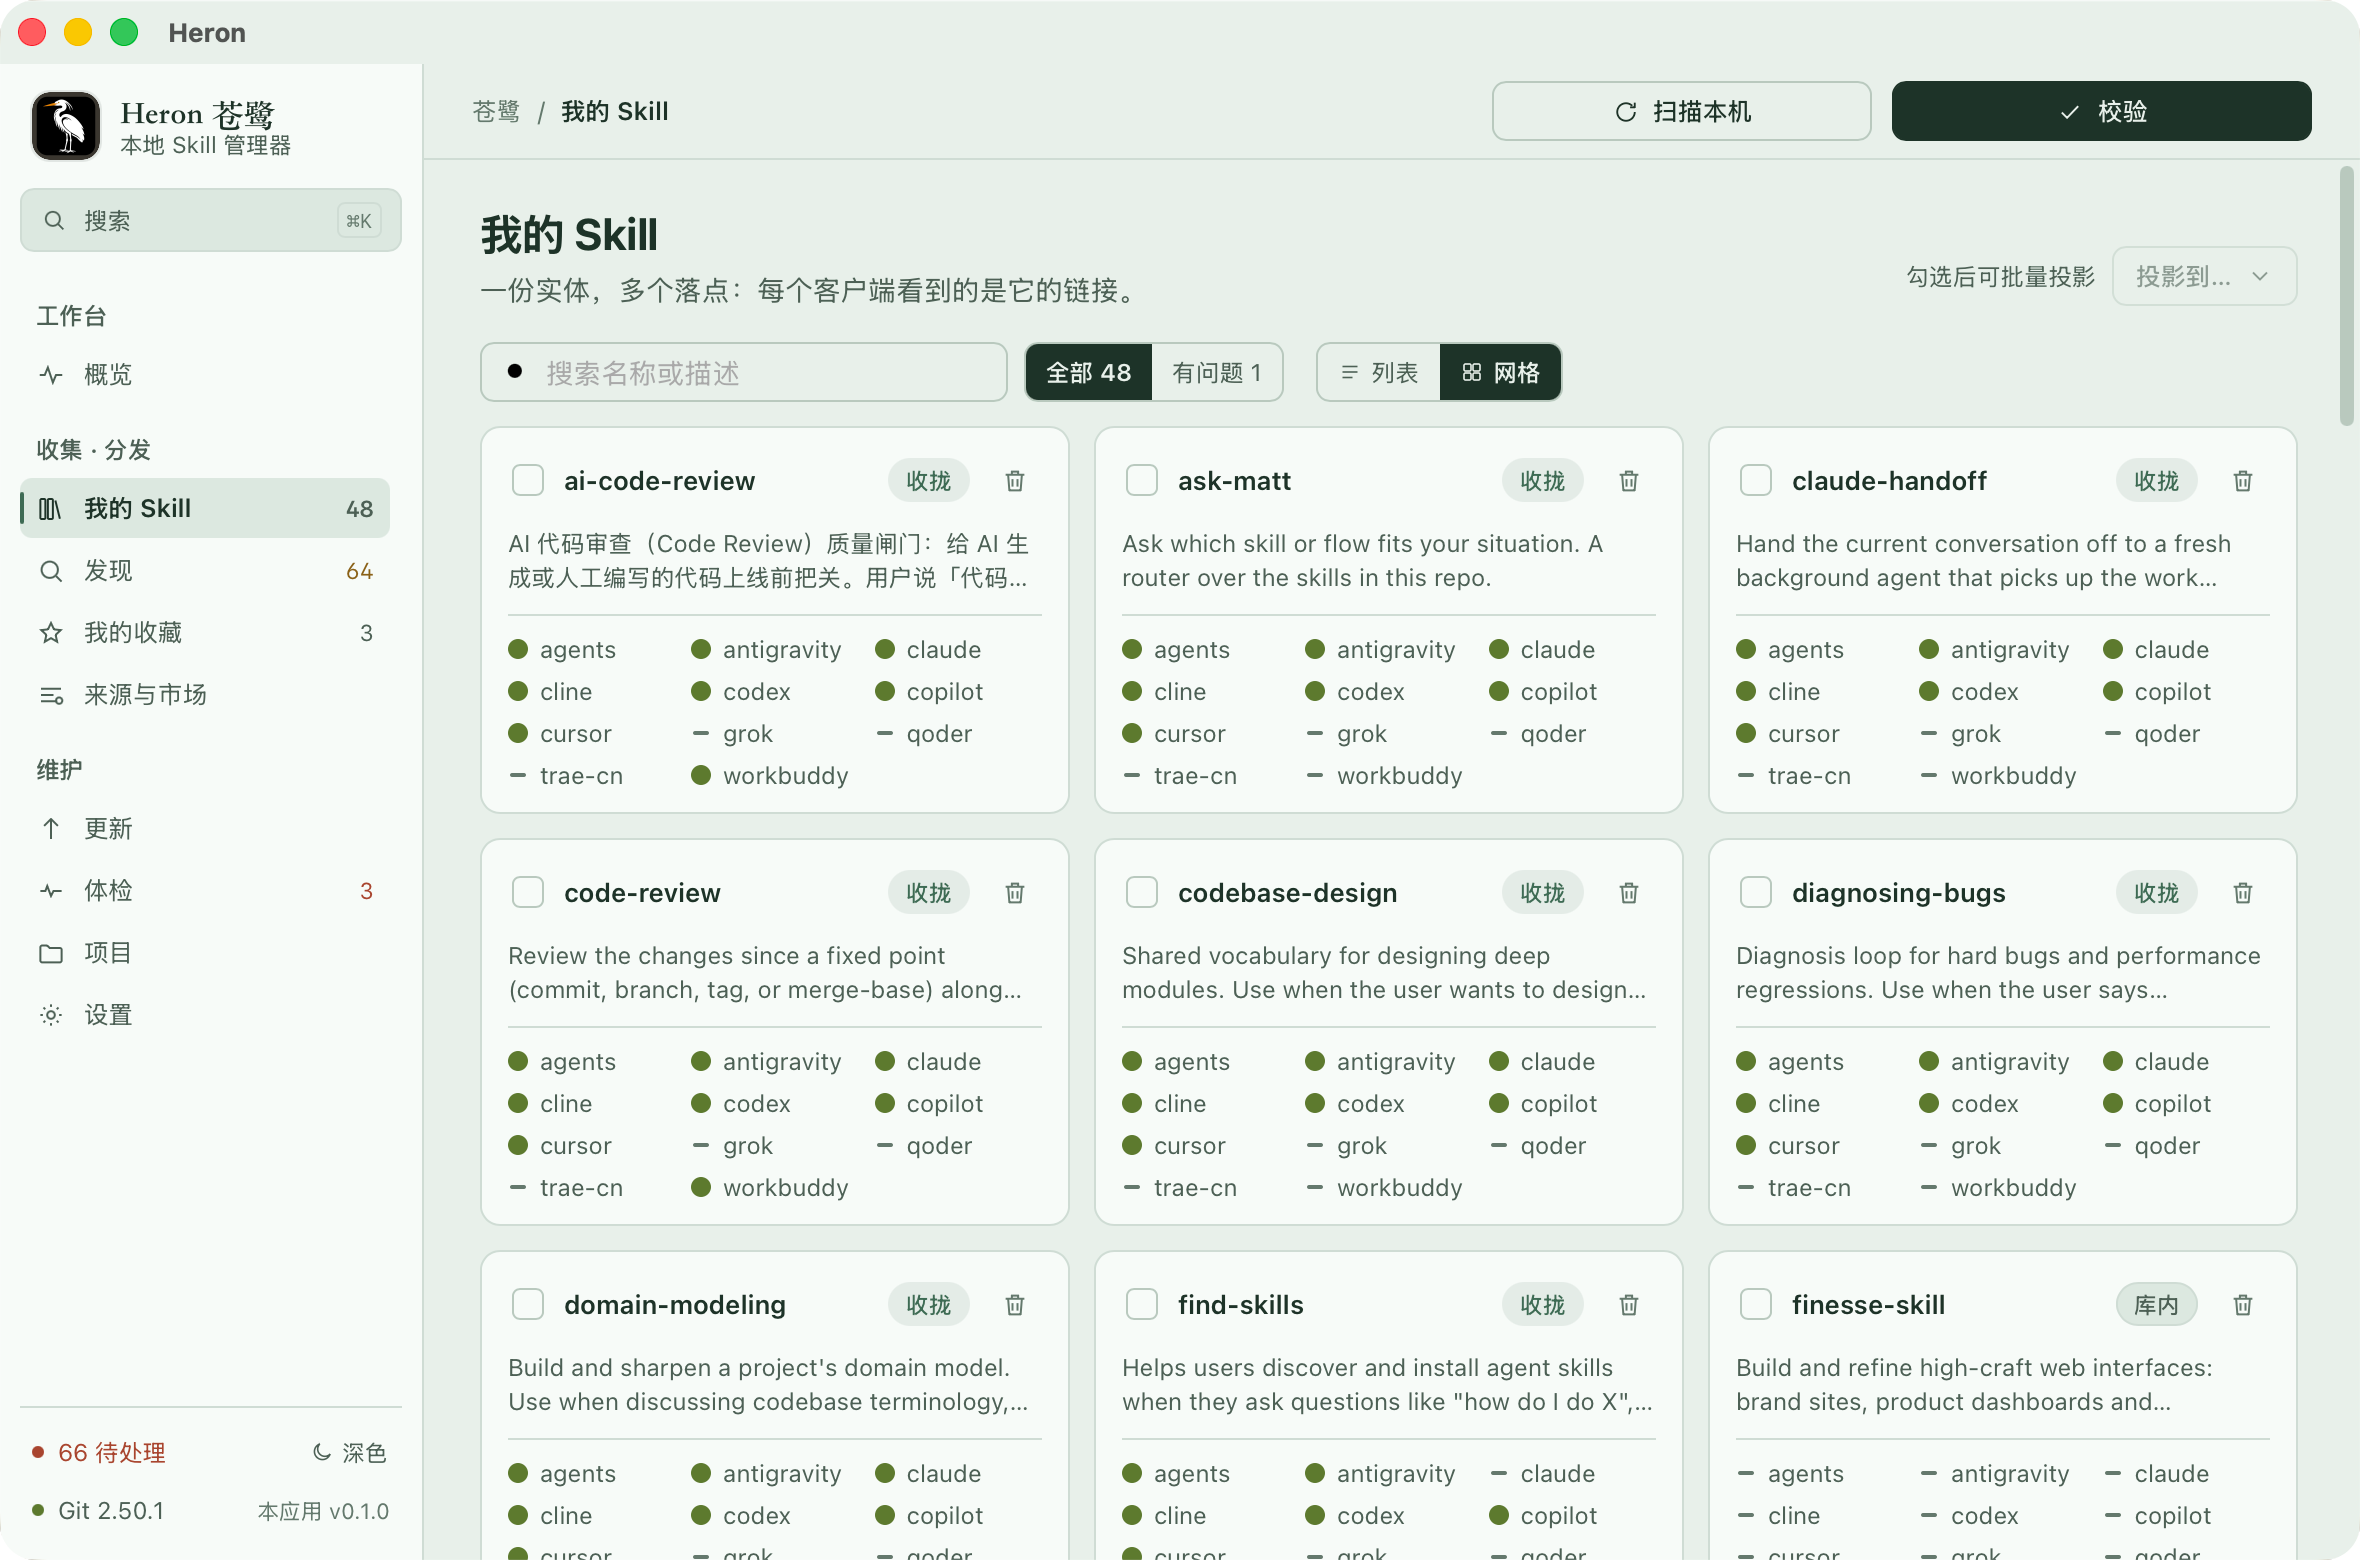 Heron
Heron 苍鹭
本地 Skill 管理器
搜索 ⌘K
工作台
概览
收集 · 分发
我的 Skill 48
发现 64
我的收藏 3
来源与市场
维护
更新
体检 3
项目
设置
66 待处理 深色
Git 2.50.1 本应用 v0.1.0
苍鹭 / 我的 Skill
扫描本机
校验
我的 Skill
一份实体，多个落点：每个客户端看到的是它的链接。
勾选后可批量投影 投影到...
搜索名称或描述
全部 48 有问题 1
列表 网格
ai-code-review 收拢
AI 代码审查（Code Review）质量闸门：给 AI 生
成或人工编写的代码上线前把关。用户说「代码...
agents antigravity claude
cline codex copilot
cursor grok qoder
trae-cn workbuddy
ask-matt 收拢
Ask which skill or flow fits your situation. A
router over the skills in this repo.
agents antigravity claude
cline codex copilot
cursor grok qoder
trae-cn workbuddy
claude-handoff 收拢
Hand the current conversation off to a fresh
background agent that picks up the work...
agents antigravity claude
cline codex copilot
cursor grok qoder
trae-cn workbuddy
code-review 收拢
Review the changes since a fixed point
(commit, branch, tag, or merge-base) along...
agents antigravity claude
cline codex copilot
cursor grok qoder
trae-cn workbuddy
codebase-design 收拢
Shared vocabulary for designing deep
modules. Use when the user wants to design...
agents antigravity claude
cline codex copilot
cursor grok qoder
trae-cn workbuddy
diagnosing-bugs 收拢
Diagnosis loop for hard bugs and performance
regressions. Use when the user says...
agents antigravity claude
cline codex copilot
cursor grok qoder
trae-cn workbuddy
domain-modeling 收拢
Build and sharpen a project's domain model.
Use when discussing codebase terminology,...
agents antigravity claude
cline codex copilot
cursor grok qoder
find-skills 收拢
Helps users discover and install agent skills
when they ask questions like "how do I do X",...
agents antigravity claude
cline codex copilot
cursor grok qoder
finesse-skill 库内
Build and refine high-craft web interfaces:
brand sites, product dashboards and...
agents antigravity claude
cline codex copilot
cursor grok qoder